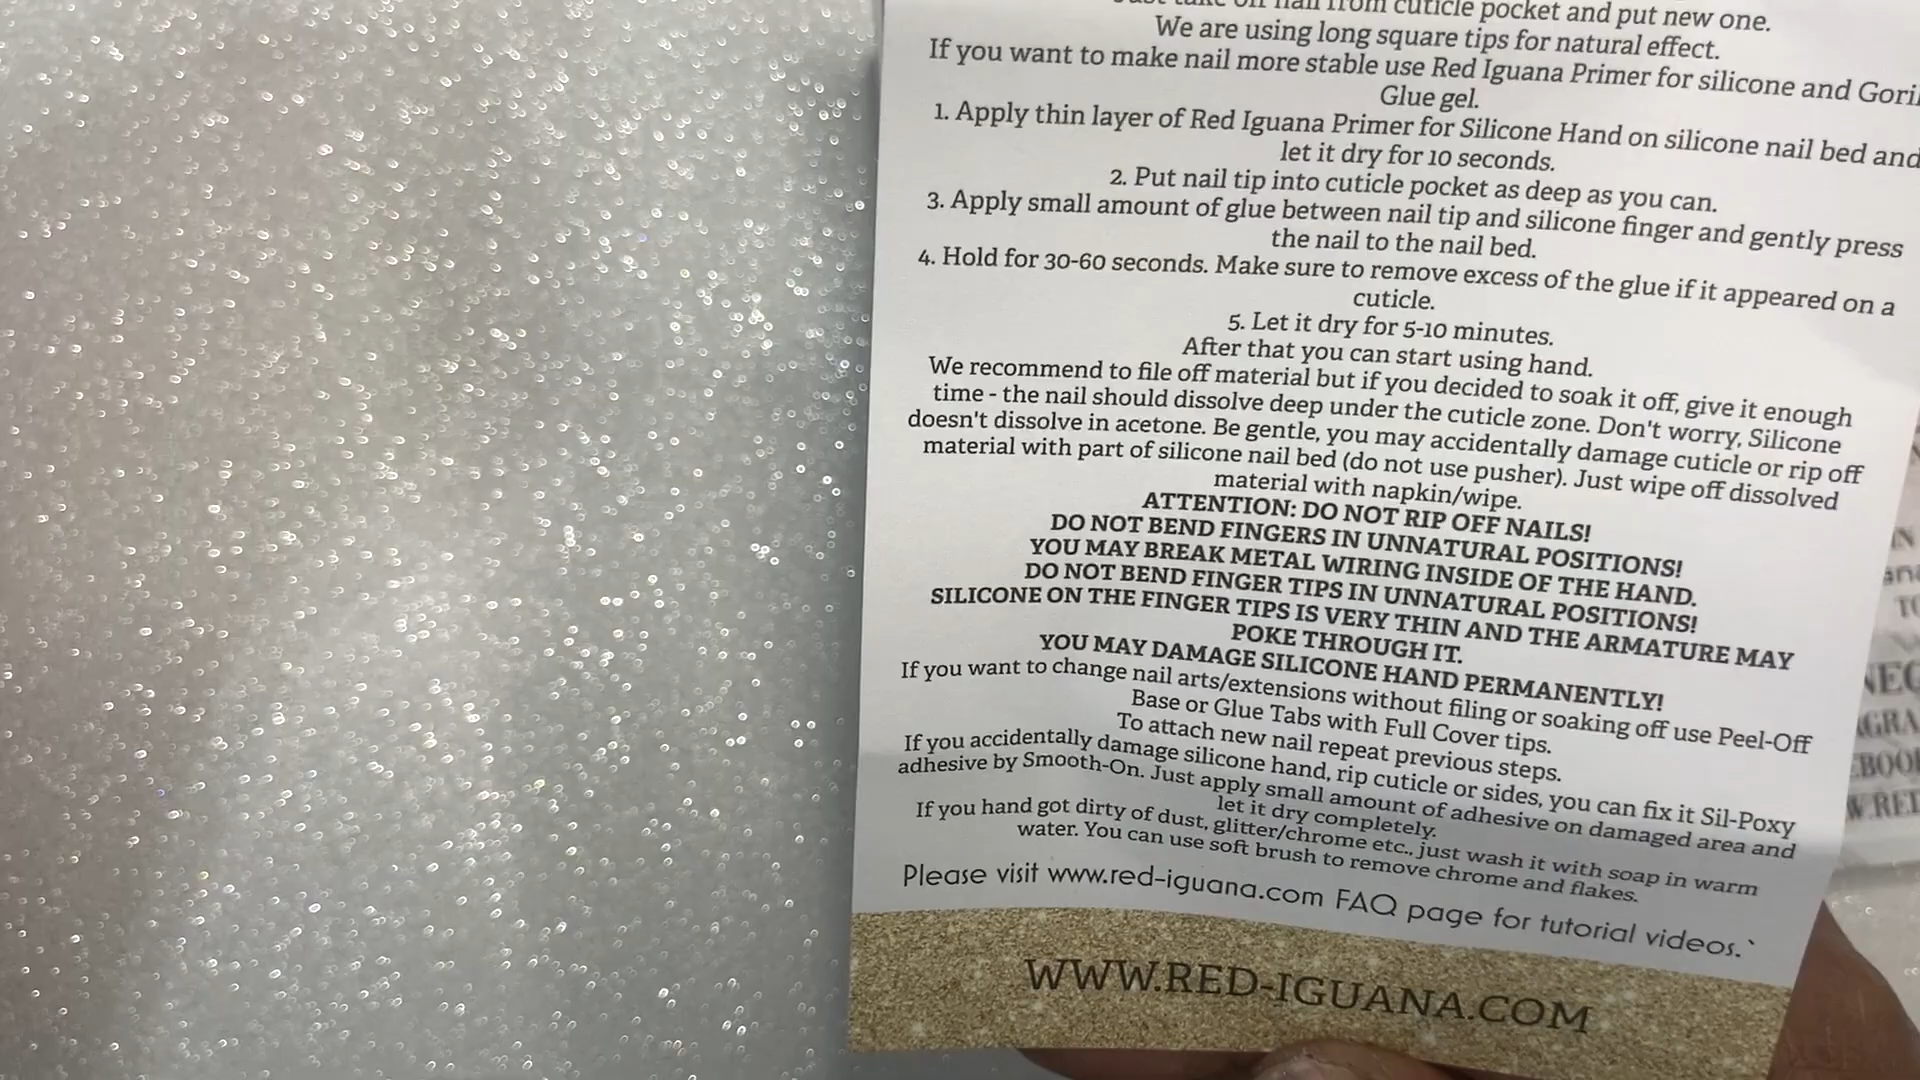 Just take off nail from cuticle pocket and put new one.
We are using long square tips for natural effect.
If you want to make nail more stable use Red Iguana Primer for silicone and Goril
Glue gel.
1. Apply thin layer of Red Iguana Primer for Silicone Hand on silicone nail bed and
let it dry for 10 seconds.
2. Put nail tip into cuticle pocket as deep as you can.
3. Apply small amount of glue between nail tip and silicone finger and gently press
the nail to the nail bed.
4. Hold for 30-60 seconds. Make sure to remove excess of the glue if it appeared on a
cuticle.
5. Let it dry for 5-10 minutes.
After that you can start using hand.
We recommend to file off material but if you decided to soak it off, give it enough
time - the nail should dissolve deep under the cuticle zone. Don't worry, Silicone
doesn't dissolve in acetone. Be gentle, you may accidentally damage cuticle or rip off
material with part of silicone nail bed (do not use pusher). Just wipe off dissolved
material with napkin/wipe.
ATTENTION: DO NOT RIP OFF NAILS!
DO NOT BEND FINGERS IN UNNATURAL POSITIONS!
YOU MAY BREAK METAL WIRING INSIDE OF THE HAND.
DO NOT BEND FINGER TIPS IN UNNATURAL POSITIONS!
SILICONE ON THE FINGER TIPS IS VERY THIN AND THE ARMATURE MAY
POKE THROUGH IT.
YOU MAY DAMAGE SILICONE HAND PERMANENTLY!
If you want to change nail arts/extensions without filing or soaking off use Peel-Off
Base or Glue Tabs with Full Cover tips.
To attach new nail repeat previous steps.
If you accidentally damage silicone hand, rip cuticle or sides, you can fix it Sil-Poxy
adhesive by Smooth-On. Just apply small amount of adhesive on damaged area and
let it dry completely.
If you hand got dirty of dust, glitter/chrome etc., just wash it with soap in warm
water. You can use soft brush to remove chrome and flakes.
Please visit www.red-iguana.com FAQ page for tutorial videos.`
WWW.RED-IGUANA.COM